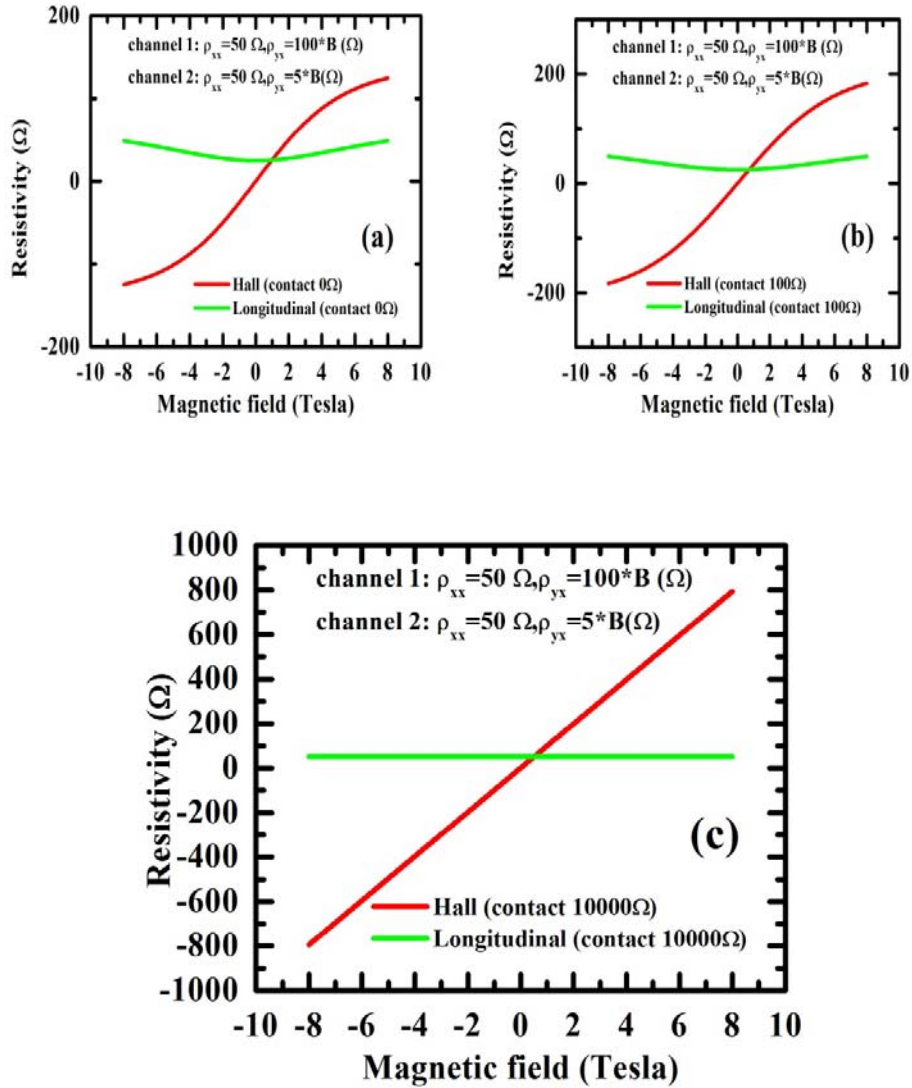 200
0
-200
-10 -8 -6 -4 -2 0 2 4 6 8 10
Resistivity (Ω)
Magnetic field (Tesla)
channel 1: ρxx=50 Ω,ρyx=100*B (Ω)
channel 2: ρxx=50 Ω,ρyx=5*B(Ω)
(a)
Hall (contact 0Ω)
Longitudinal (contact 0Ω)
200
0
-200
-10 -8 -6 -4 -2 0 2 4 6 8 10
Resistivity (Ω)
Magnetic field (Tesla)
channel 1: ρxx=50 Ω,ρyx=100*B (Ω)
channel 2: ρxx=50 Ω,ρyx=5*B(Ω)
(b)
Hall (contact 100Ω)
Longitudinal (contact 100Ω)
1000
800
600
400
200
0
-200
-400
-600
-800
-1000
-10 -8 -6 -4 -2 0 2 4 6 8 10
Resistivity (Ω)
Magnetic field (Tesla)
channel 1: ρxx=50 Ω,ρyx=100*B (Ω)
channel 2: ρxx=50 Ω,ρyx=5*B(Ω)
(c)
Hall (contact 10000Ω)
Longitudinal (contact 10000Ω)